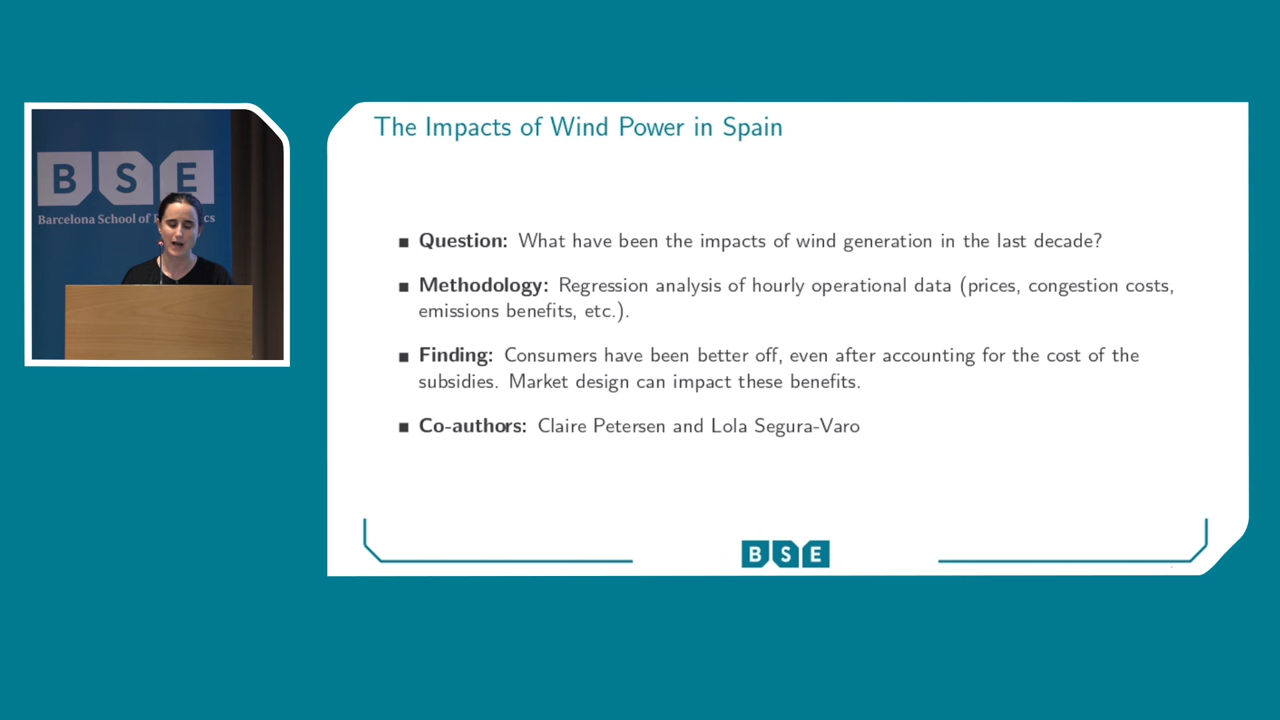 B S E
Barcelona School of E cs
The Impacts of Wind Power in Spain
■ Question: What have been the impacts of wind generation in the last decade?
■ Methodology: Regression analysis of hourly operational data (prices, congestion costs,
emissions benefits, etc.).
■ Finding: Consumers have been better off, even after accounting for the cost of the
subsidies. Market design can impact these benefits.
■ Co-authors: Claire Petersen and Lola Segura-Varo
B S E